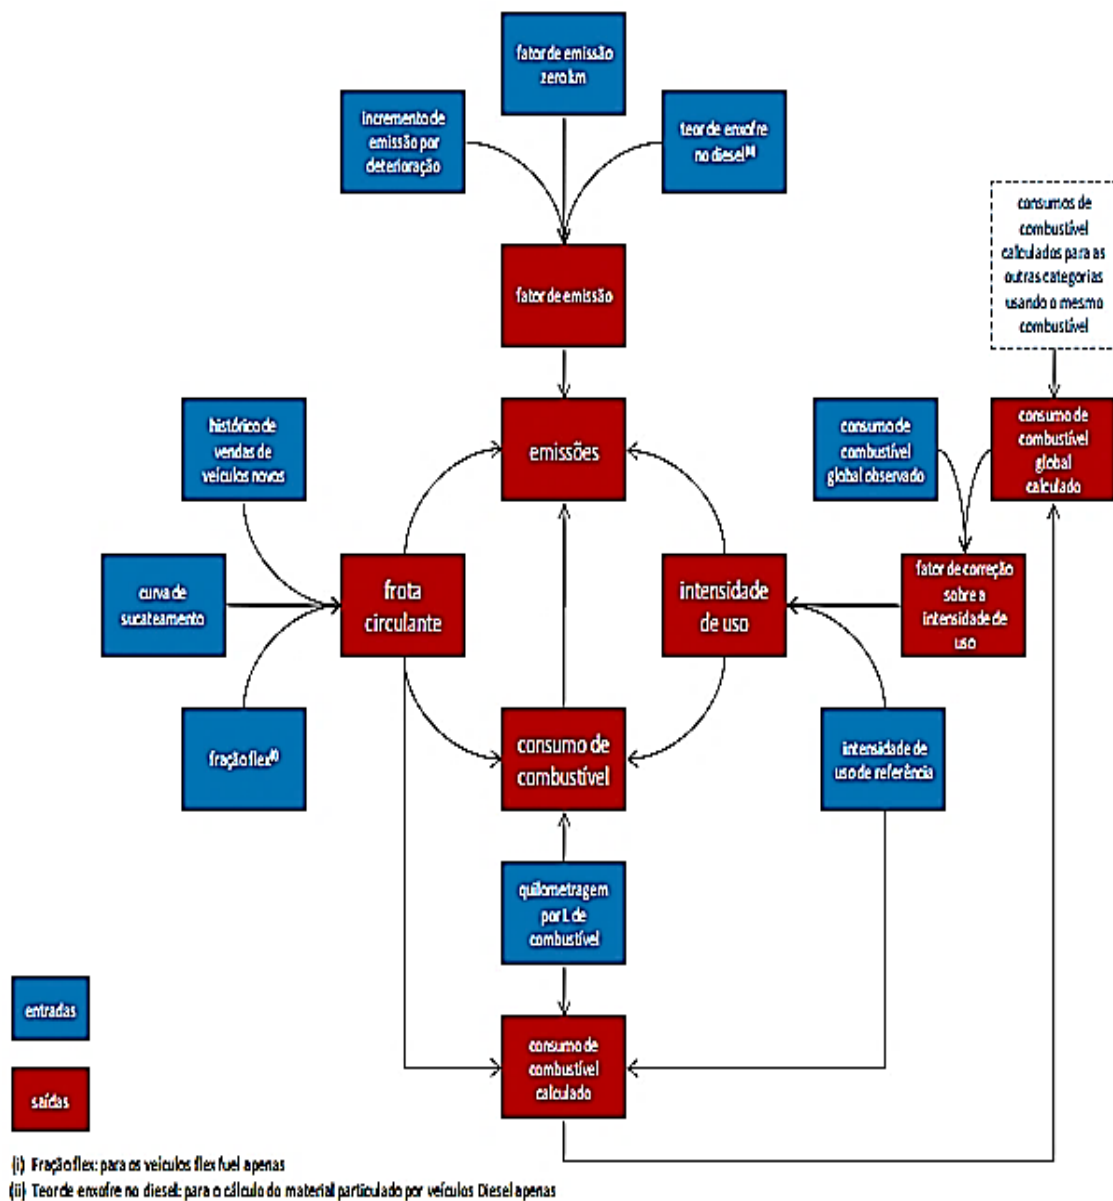 fator de emissão
zero km
incremento de
emissão por
deterioração
teor de enxofre
no diesel(ii)
consumos de
combustível
calculados para as
outras categorias
usando o mesmo
combustível
fator de emissão
histórico de
vendas de
veículos novos
emissões
consumo de
combustível
global observado
consumo de
combustível
global
calculado
curva de
sucateamento
frota
circulante
intensidade
de uso
fator de correção
sobre a
intensidade de
uso
fração flex(i)
consumo de
combustível
intensidade de
uso de referência
quilometragem
por L de
combustível
entradas
consumo de
combustível
calculado
saídas
(i) Fração flex: para os veículos flex fuel apenas
(ii) Teor de enxofre no diesel: para o cálculo do material particulado por veículos Diesel apenas